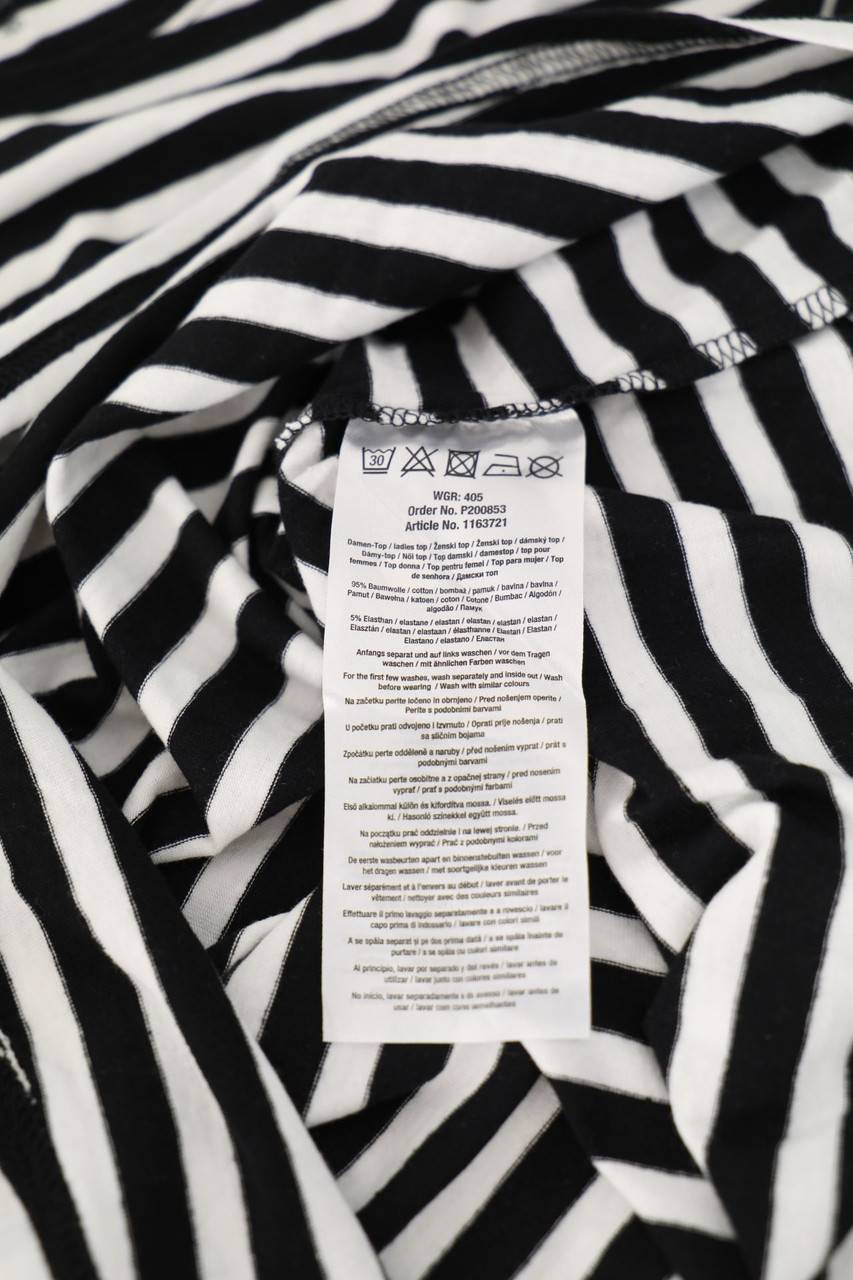 30
WGR: 405
Order No. P200853
Article No. 1163721
Damen-Top / ladies top / Ženski top / Ženski top / dámský top /
Dámy-top / Női top / Top damski / damestop / top pour
femmes / Top donna / Top pentru femei / Top para mujer / Top
de senhora / Дамски топ
95% Baumwolle / cotton / bombaž / pamuk / bavlna / bavlna /
Pamut / Bawełna / katoen / coton / Cotone / Bumbac / Algodón /
algodão / Памук
5% Elasthan / elastane / elastan / elastan / elastan / elastan /
Elasztán / elastan / elastaan / élasthanne / Elastan / Elastan /
Elastano / elastano / Еластан
Anfangs separat und auf links waschen / vor dem Tragen
waschen / mit ähnlichen Farben waschen
For the first few washes, wash separately and inside out / Wash
before wearing / Wash with similar colours
Na začetku perite ločeno in obrnjeno / Pred nošenjem operite /
Perite s podobnimi barvami
U početku prati odvojeno i izvrnuto / Oprati prije nošenja / prati
sa sličnim bojama
Zpočátku perte odděleně a naruby / před nošením vyprat / prát s
podobnými barvami
Na začiatku perte osobitne a z opačnej strany / pred nosením
vyprať / prať s podobnými farbami
Első alkalommal külön és kifordítva mossa. / Viselés előtt mossa
ki. / Hasonló színekkel együtt mossa.
Na początku prać oddzielnie i na lewej stronie. / Przed
nałożeniem wyprać / Prać z podobnymi kolorami
De eerste wasbeurten apart en binnenstebuiten wassen / voor
het dragen wassen / met soortgelijke kleuren wassen
Laver séparément et à l'envers au début / laver avant de porter le
vêtement / nettoyer avec des couleurs similaires
Effettuare il primo lavaggio separatamente e a rovescio / lavare il
capo prima di indossarlo / lavare con colori simili
A se spăla separat și pe dos prima dată / a se spăla înainte de
purtare / a se spăla cu culori similare
Al principio, lavar por separado y del revés / lavar antes de
utilizar / lavar junto con colores similares
No início, lavar separadamente e do avesso / lavar antes de
usar / lavar com cores semelhantes